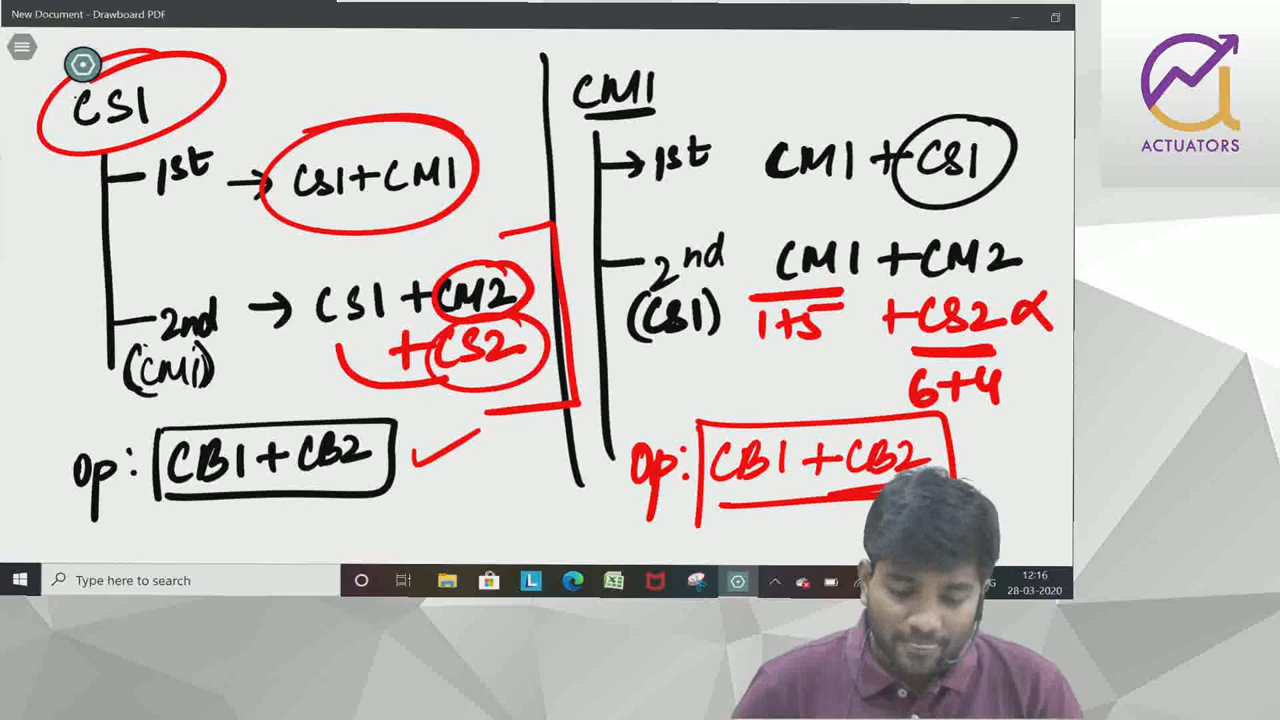 New Document - Drawboard PDF
CS1
1st → CS1+CM1
2nd → CS1+CM2
(CM1) +CS2
Op: CB1+CB2
CM1
→ 1st CM1+CS1
2nd CM1+CM2
(CS1) 1+5 +CS2 α
6+4
Op: CB1+CB2
ACTUATORS
Type here to search
12:16
28-03-2020